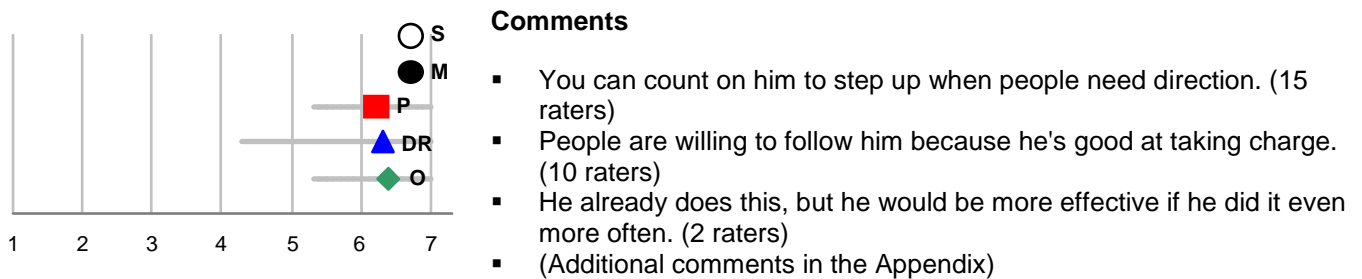 S
M
P
DR
O
1 2 3 4 5 6 7
Comments
▪ You can count on him to step up when people need direction. (15
raters)
▪ People are willing to follow him because he's good at taking charge.
(10 raters)
▪ He already does this, but he would be more effective if he did it even
more often. (2 raters)
▪ (Additional comments in the Appendix)